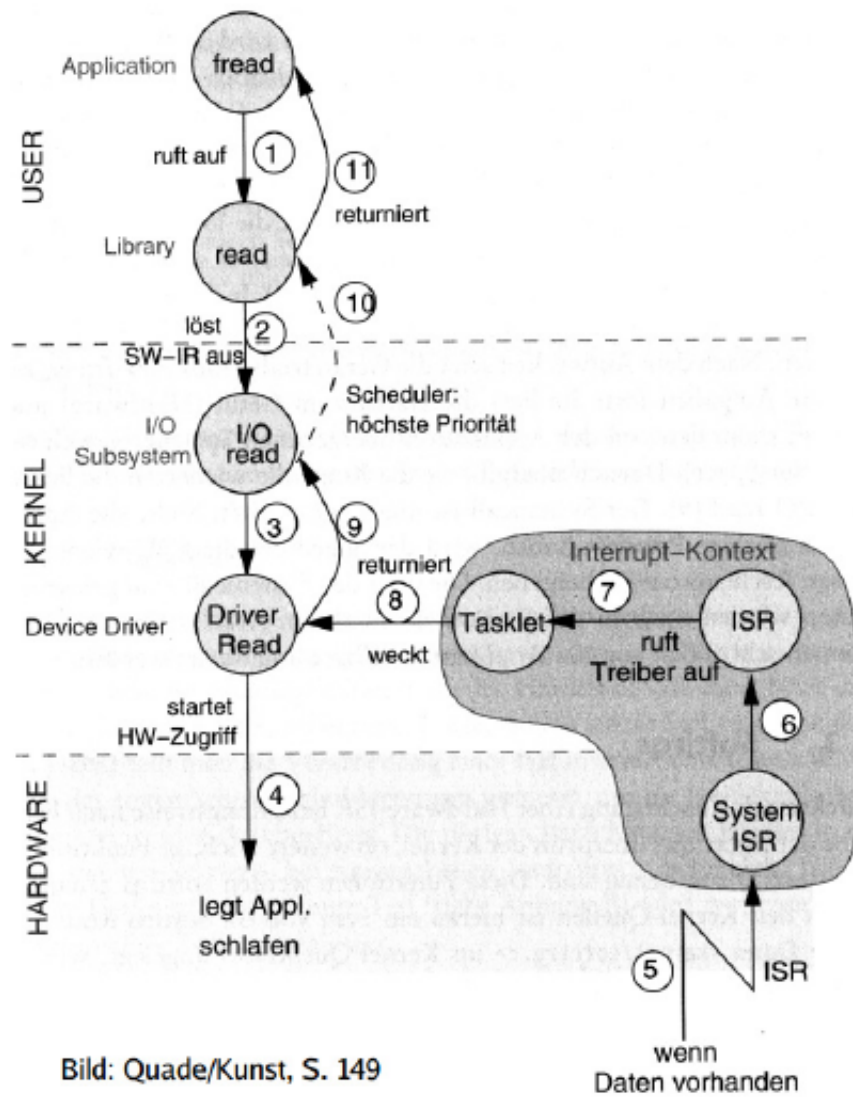 Application
fread
USER
ruft auf
1
11
returniert
Library
read
10
löst
2
SW-IR aus
Scheduler:
höchste Priorität
I/O
Subsystem
I/O
read
KERNEL
3
9
returniert
Interrupt-Kontext
8
7
Device Driver
Driver
Read
Tasklet
ISR
weckt
ruft
Treiber auf
startet
HW-Zugriff
6
HARDWARE
4
System
ISR
legt Appl.
schlafen
5
ISR
wenn
Daten vorhanden
Bild: Quade/Kunst, S. 149